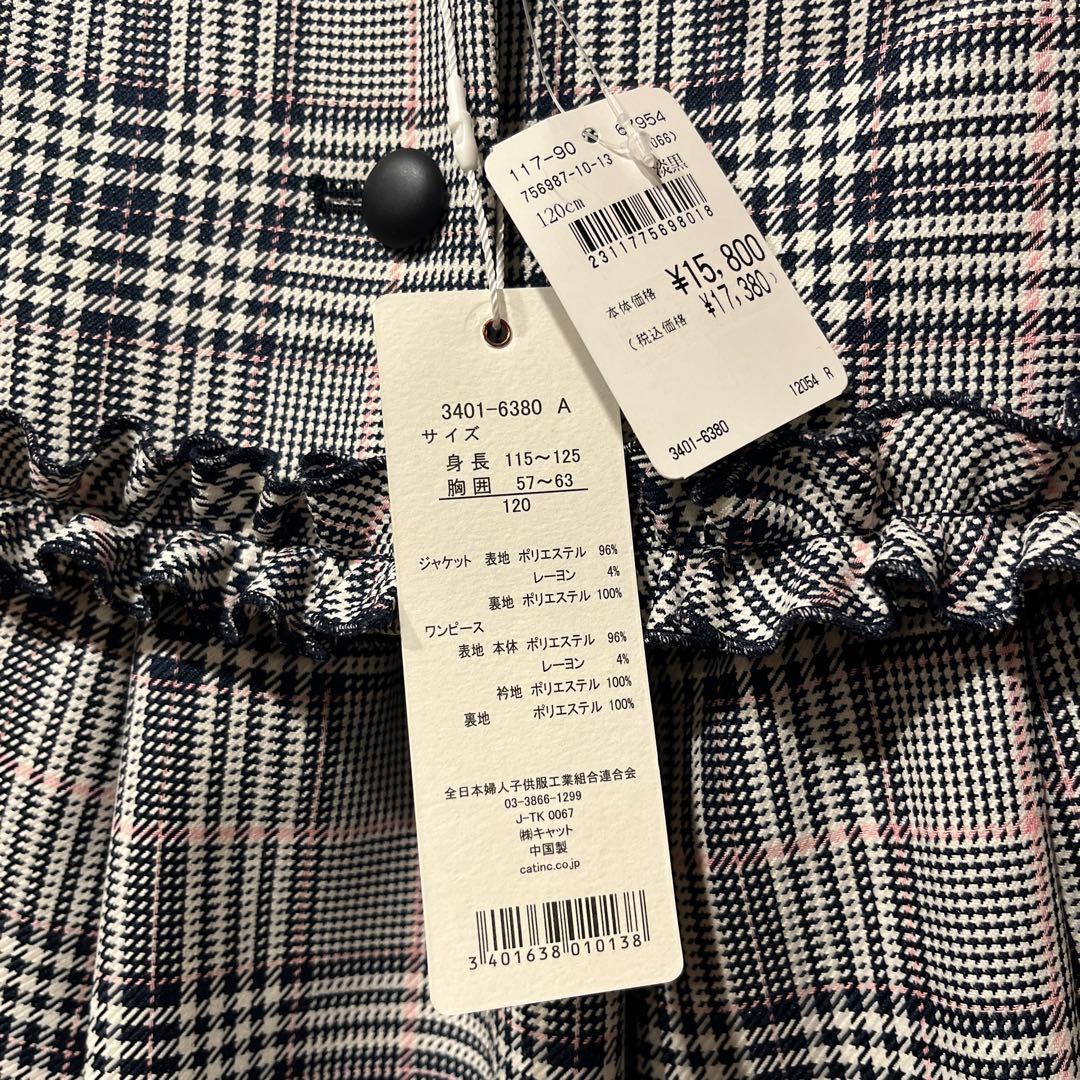 117-90 67954
756987-10-13 066)
120cm 淡黒
2311775698018
本体価格 ¥15,800
(税込価格 ¥17,380)
12054 R
3401-6380
3401-6380 A
サイズ
身長 115～125
胸囲 57～63
120
ジャケット 表地 ポリエステル 96%
レーヨン 4%
裏地 ポリエステル 100%
ワンピース
表地 本体 ポリエステル 96%
レーヨン 4%
衿地 ポリエステル 100%
裏地 ポリエステル 100%
全日本婦人子供服工業組合連合会
03-3866-1299
J-TK 0067
㈱キャット
中国製
catinc.co.jp
3 401638 010138